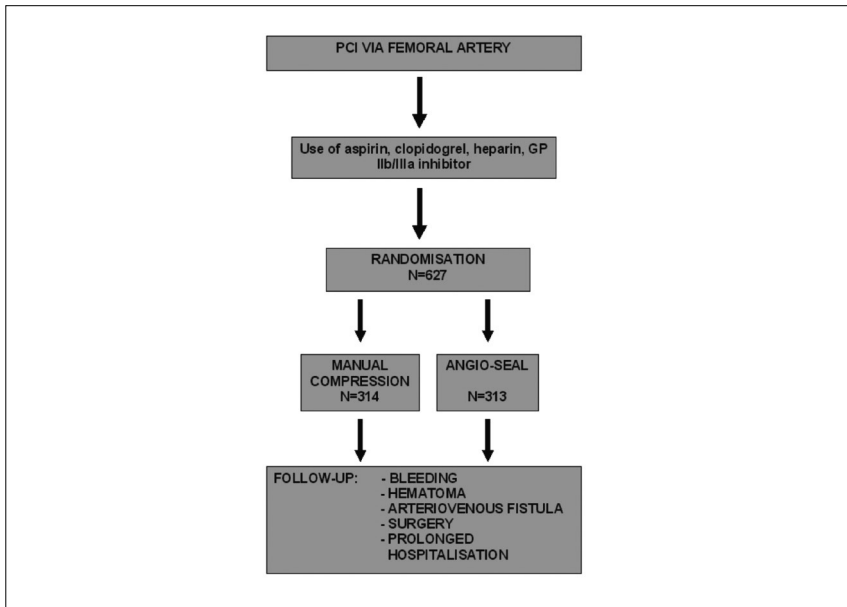 PCI VIA FEMORAL ARTERY
Use of aspirin, clopidogrel, heparin, GP
IIb/IIIa inhibitor
RANDOMISATION
N=627
MANUAL
COMPRESSION
N=314
ANGIO-SEAL
N=313
FOLLOW-UP: - BLEEDING
- HEMATOMA
- ARTERIOVENOUS FISTULA
- SURGERY
- PROLONGED
HOSPITALISATION